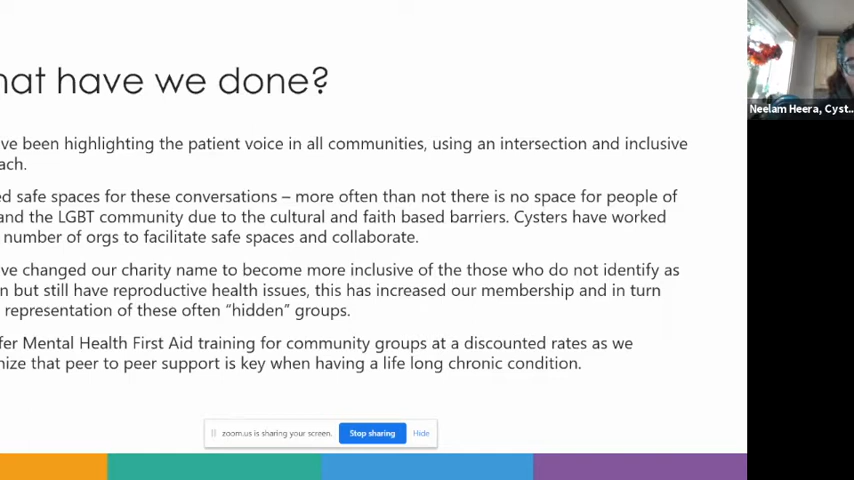 hat have we done?
ve been highlighting the patient voice in all communities, using an intersection and inclusive
ach.
ed safe spaces for these conversations – more often than not there is no space for people of
and the LGBT community due to the cultural and faith based barriers. Cysters have worked
number of orgs to facilitate safe spaces and collaborate.
ve changed our charity name to become more inclusive of the those who do not identify as
n but still have reproductive health issues, this has increased our membership and in turn
representation of these often “hidden” groups.
fer Mental Health First Aid training for community groups at a discounted rates as we
nize that peer to peer support is key when having a life long chronic condition.
zoom.us is sharing your screen.
Stop sharing
Hide
Neelam Heera, Cyst...